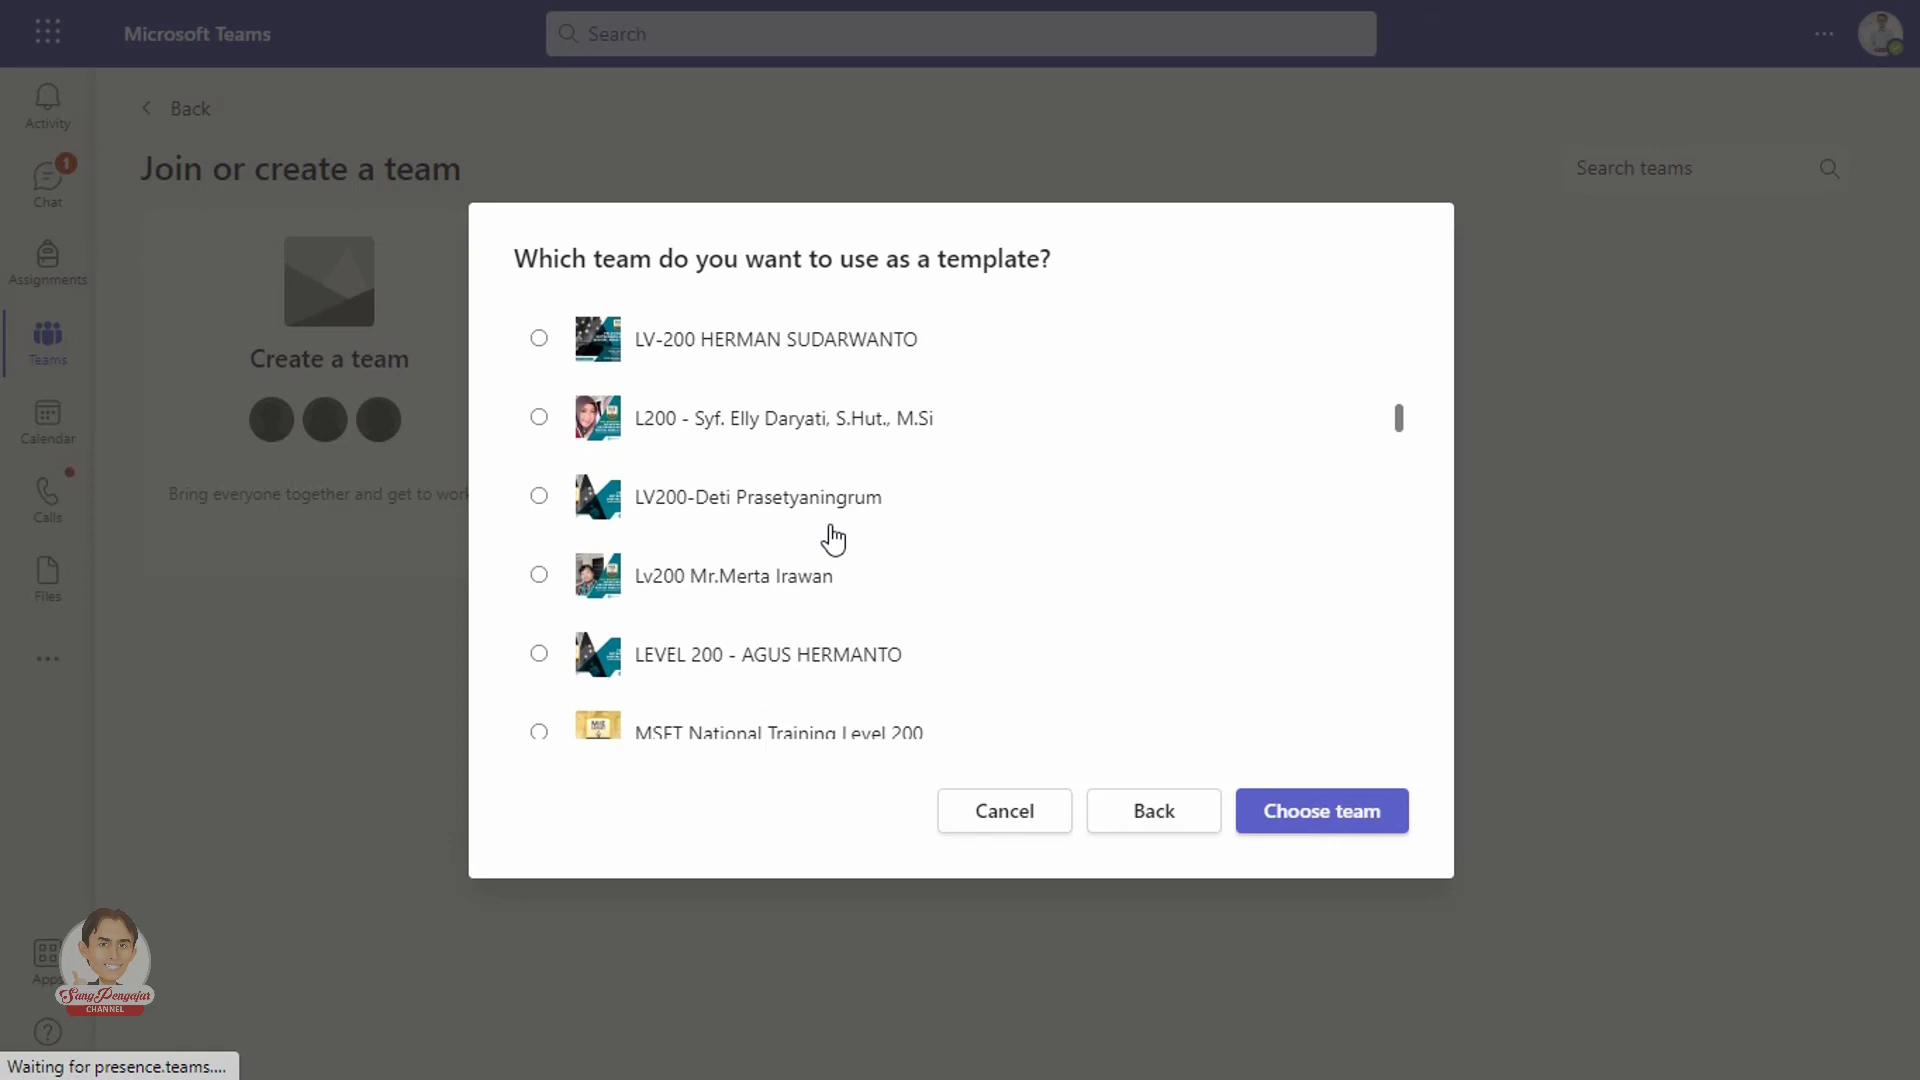 Microsoft Teams
Search
Activity
1
Chat
Assignments
Teams
Calendar
Calls
Files
Apps
Back
Join or create a team
Search teams
Create a team
Bring everyone together and get to work
Which team do you want to use as a template?
LV-200 HERMAN SUDARWANTO
L200 - Syf. Elly Daryati, S.Hut., M.Si
LV200-Deti Prasetyaningrum
Lv200 Mr.Merta Irawan
LEVEL 200 - AGUS HERMANTO
MSFT National Training Level 200
Cancel
Back
Choose team
Sang Pengajar
CHANNEL
Waiting for presence.teams....